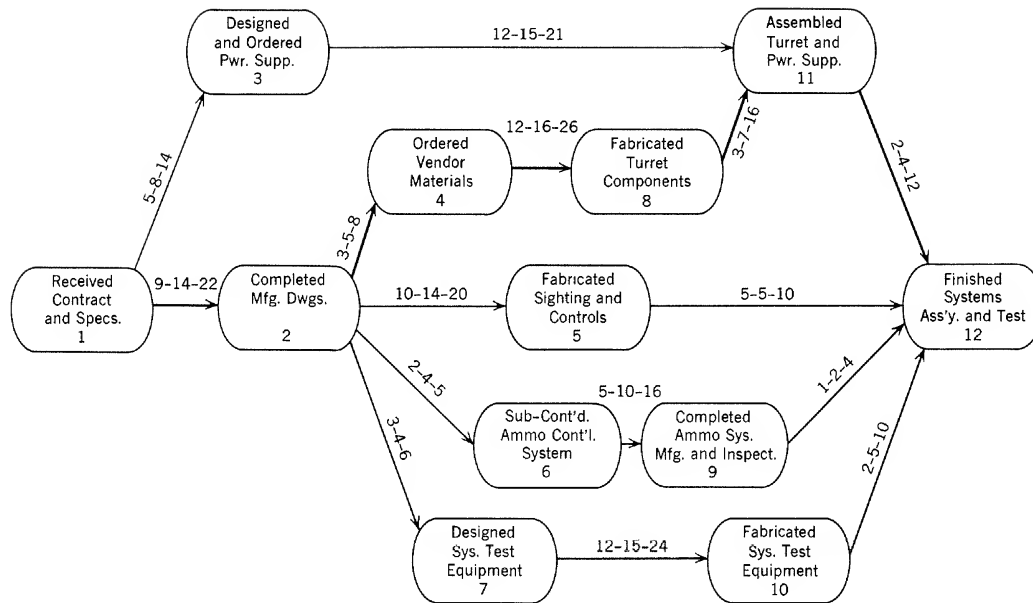 Designed
and Ordered
Pwr. Supp.
3
12-15-21
Assembled
Turret and
Pwr. Supp.
11
5-8-14
Ordered
Vendor
Materials
4
12-16-26
Fabricated
Turret
Components
8
3-7-16
2-4-12
3-5-8
Received
Contract
and Specs.
1
9-14-22
Completed
Mfg. Dwgs.
2
10-14-20
Fabricated
Sighting and
Controls
5
5-5-10
Finished
Systems
Ass'y. and Test
12
2-4-5
Sub-Cont'd.
Ammo Cont'l.
System
6
5-10-16
Completed
Ammo Sys.
Mfg. and Inspect.
9
1-2-4
3-4-6
Designed
Sys. Test
Equipment
7
12-15-24
Fabricated
Sys. Test
Equipment
10
2-5-10